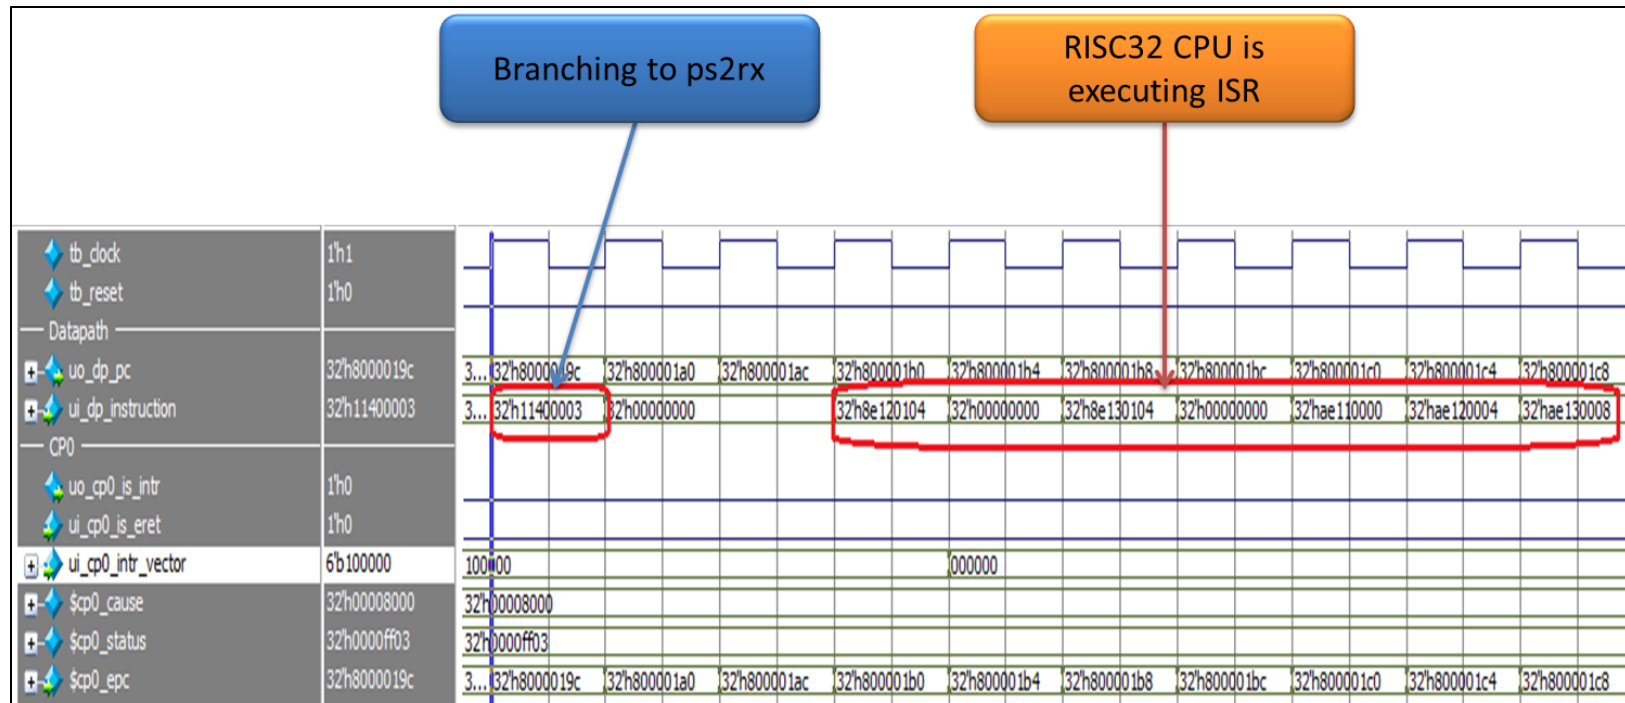 Branching to ps2rx
RISC32 CPU is
executing ISR
tb_clock 1'h1
tb_reset 1'h0
Datapath
uo_dp_pc 32'h8000019c 3... 32'h8000019c 32'h800001a0 32'h800001ac 32'h800001b0 32'h800001b4 32'h800001b8 32'h800001bc 32'h800001c0 32'h800001c4 32'h800001c8
ui_dp_instruction 32'h11400003 3... 32'h11400003 32'h00000000 32'h8e120104 32'h00000000 32'h8e130104 32'h00000000 32'hae110000 32'hae120004 32'hae130008
CP0
uo_cp0_is_intr 1'h0
ui_cp0_is_eret 1'h0
ui_cp0_intr_vector 6'b100000 100000 000000
$cp0_cause 32'h00008000 32'h00008000
$cp0_status 32'h0000ff03 32'h0000ff03
$cp0_epc 32'h8000019c 3... 32'h8000019c 32'h800001a0 32'h800001ac 32'h800001b0 32'h800001b4 32'h800001b8 32'h800001bc 32'h800001c0 32'h800001c4 32'h800001c8